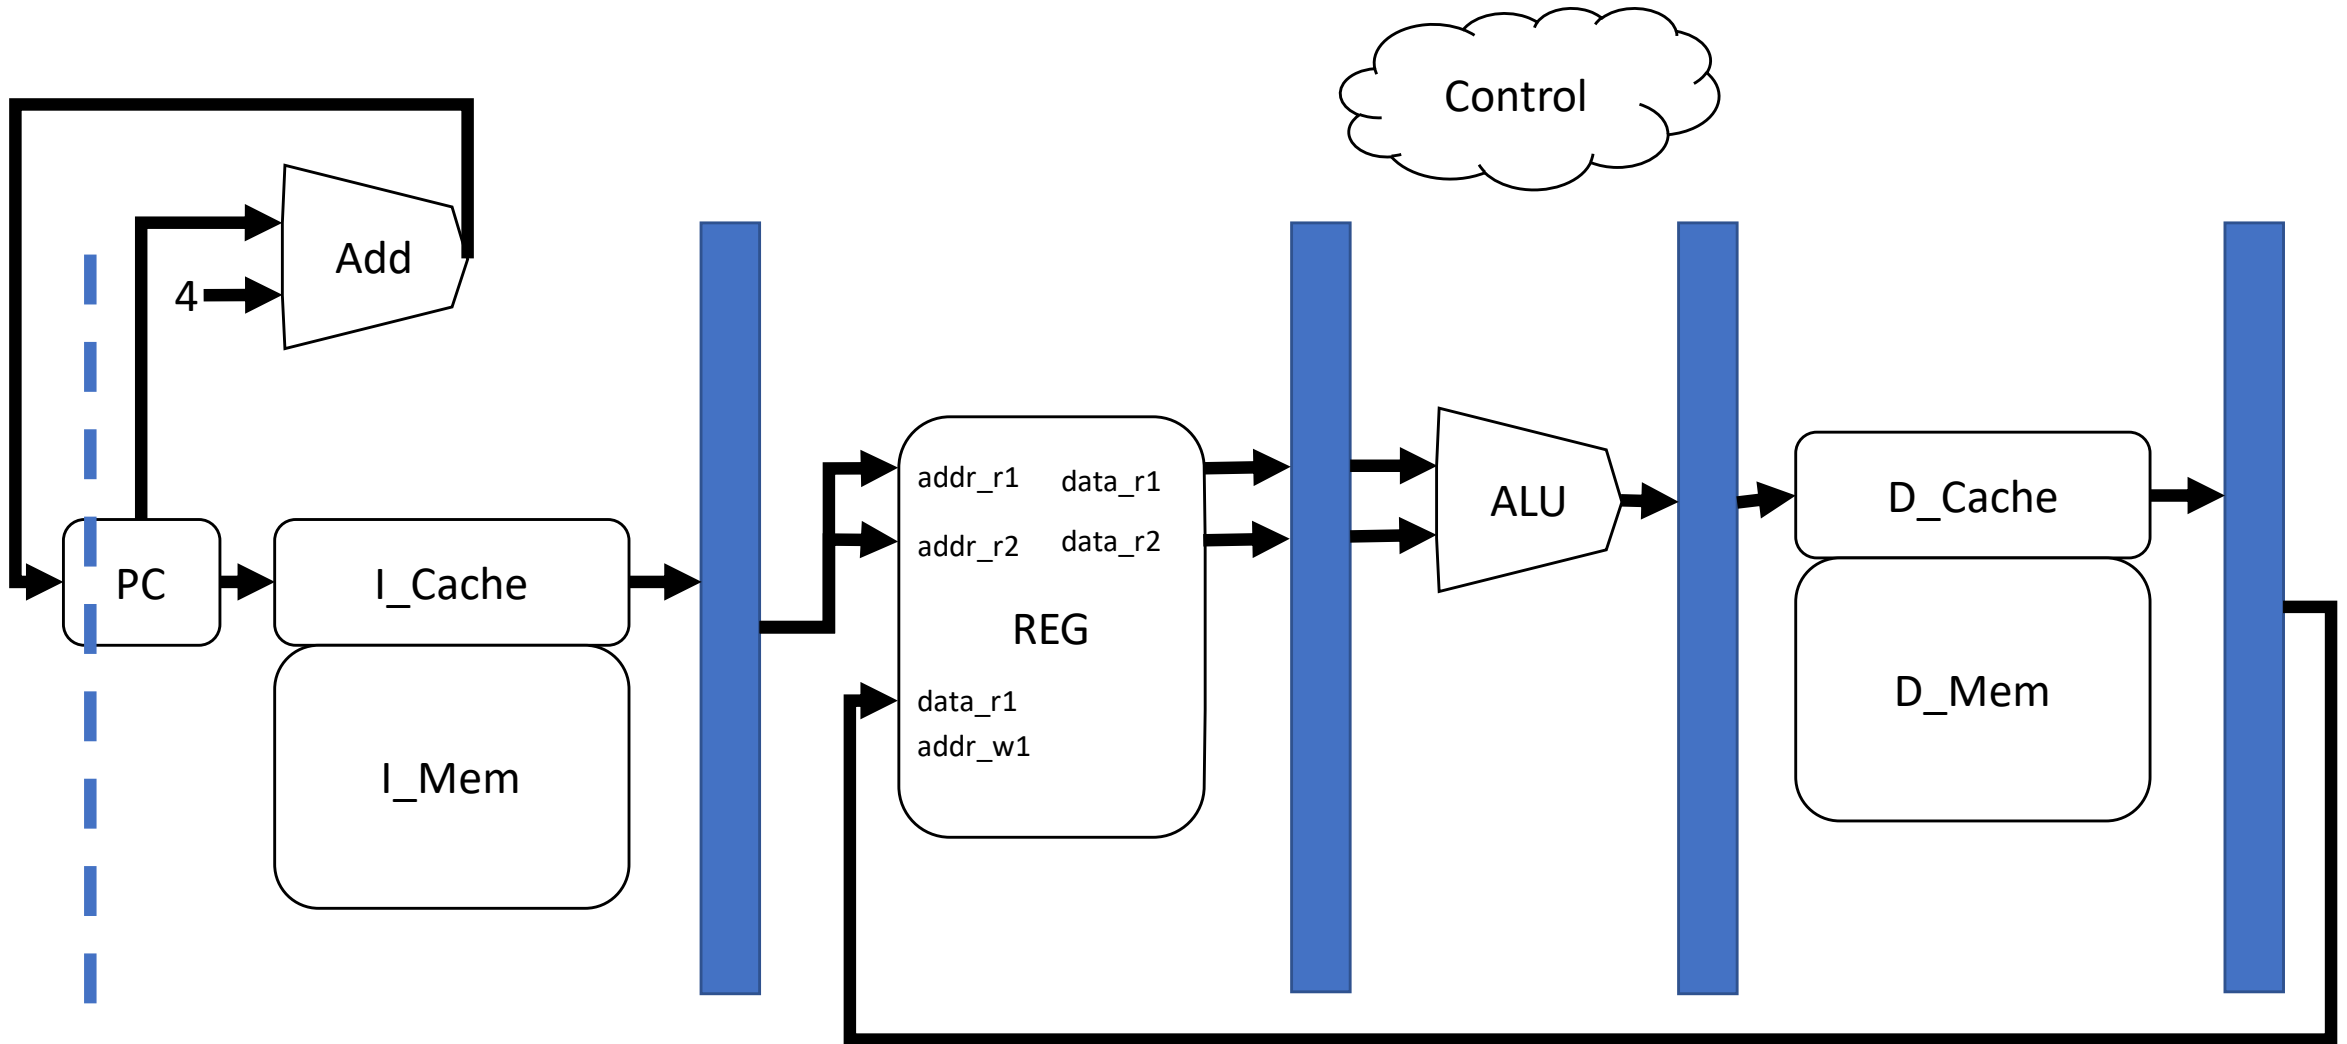 Control
Add
4
PC
I_Cache
I_Mem
addr_r1
data_r1
addr_r2
data_r2
REG
data_r1
addr_w1
ALU
D_Cache
D_Mem